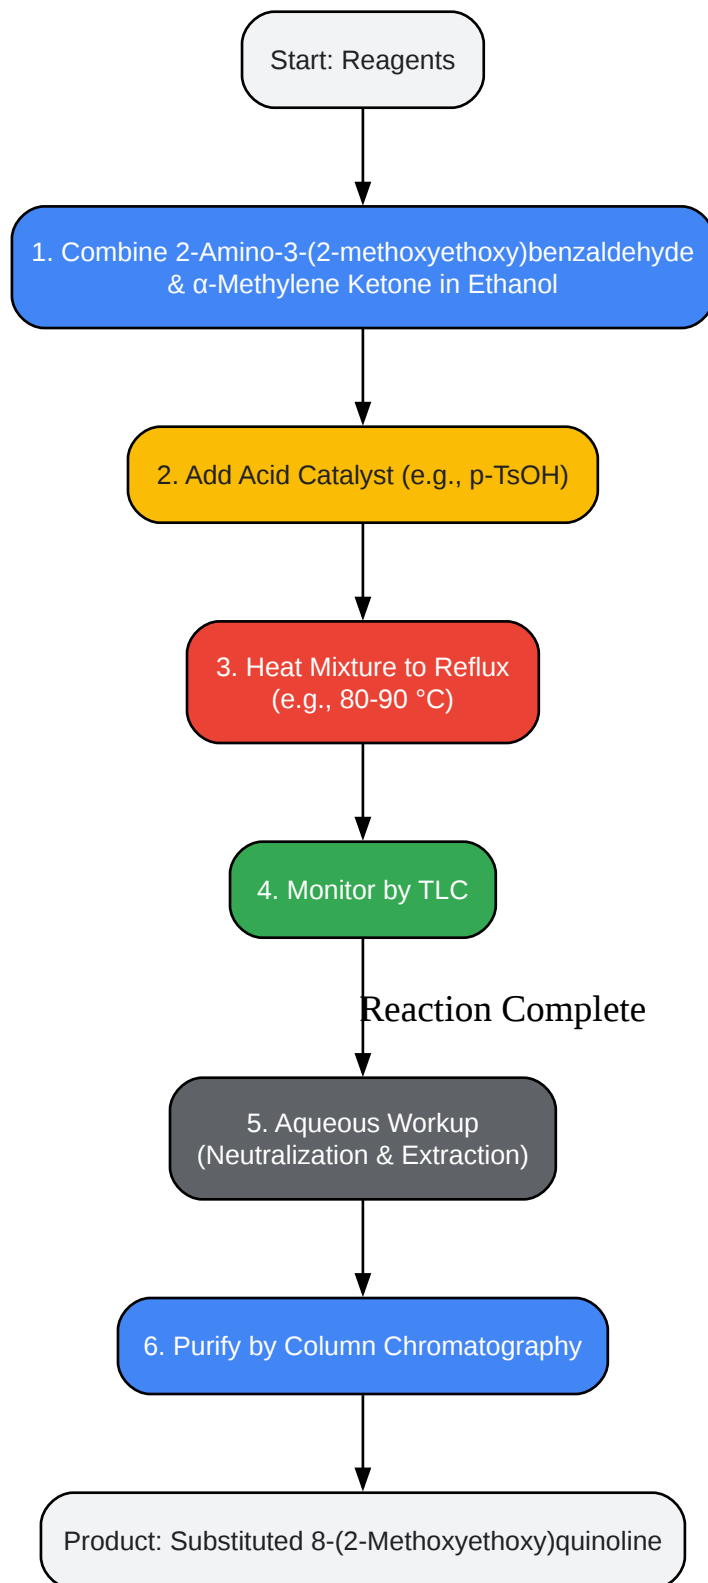 Start: Reagents
1. Combine 2-Amino-3-(2-methoxyethoxy)benzaldehyde
& α-Methylene Ketone in Ethanol
2. Add Acid Catalyst (e.g., p-TsOH)
3. Heat Mixture to Reflux
(e.g., 80-90 °C)
4. Monitor by TLC
Reaction Complete
5. Aqueous Workup
(Neutralization & Extraction)
6. Purify by Column Chromatography
Product: Substituted 8-(2-Methoxyethoxy)quinoline